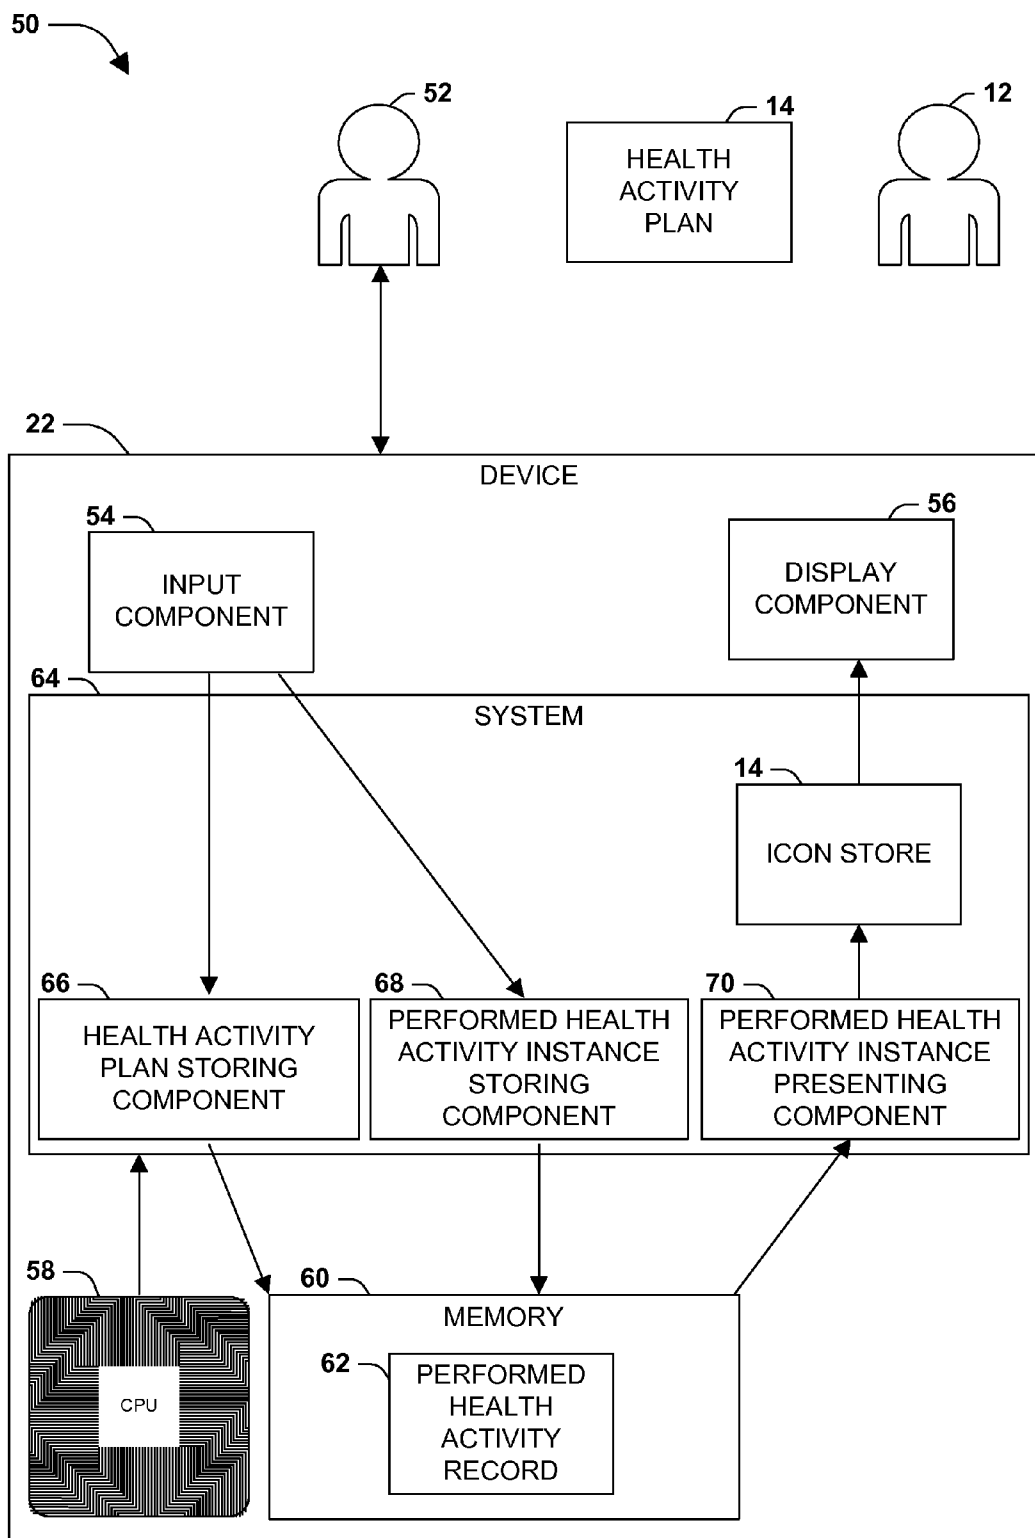 50
52
14
12
HEALTH
ACTIVITY
PLAN
22
DEVICE
54
56
INPUT
COMPONENT
DISPLAY
COMPONENT
64
SYSTEM
14
ICON STORE
66
68
70
HEALTH ACTIVITY
PLAN STORING
COMPONENT
PERFORMED HEALTH
ACTIVITY INSTANCE
STORING
COMPONENT
PERFORMED HEALTH
ACTIVITY INSTANCE
PRESENTING
COMPONENT
58
60
CPU
MEMORY
62
PERFORMED
HEALTH
ACTIVITY
RECORD